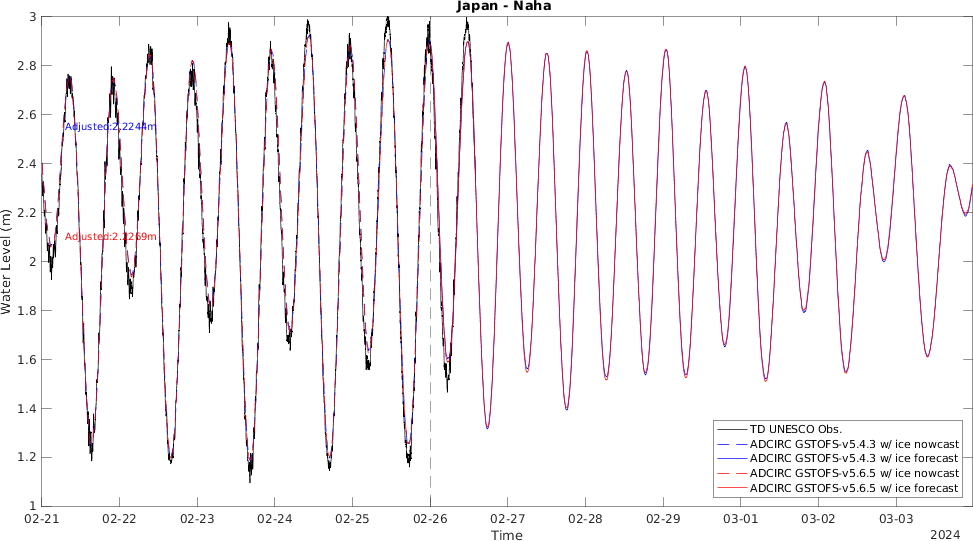 Japan - Naha
3
2.8
2.6
2.4
2.2
2
1.8
1.6
1.4
1.2
1
Water Level (m)
Adjusted:2.2244m
Adjusted:2.2269m
TD UNESCO Obs.
ADCIRC GSTOFS-v5.4.3 w/ ice nowcast
ADCIRC GSTOFS-v5.4.3 w/ ice forecast
ADCIRC GSTOFS-v5.6.5 w/ ice nowcast
ADCIRC GSTOFS-v5.6.5 w/ ice forecast
02-21 02-22 02-23 02-24 02-25 02-26 02-27 02-28 02-29 03-01 03-02 03-03
Time
2024